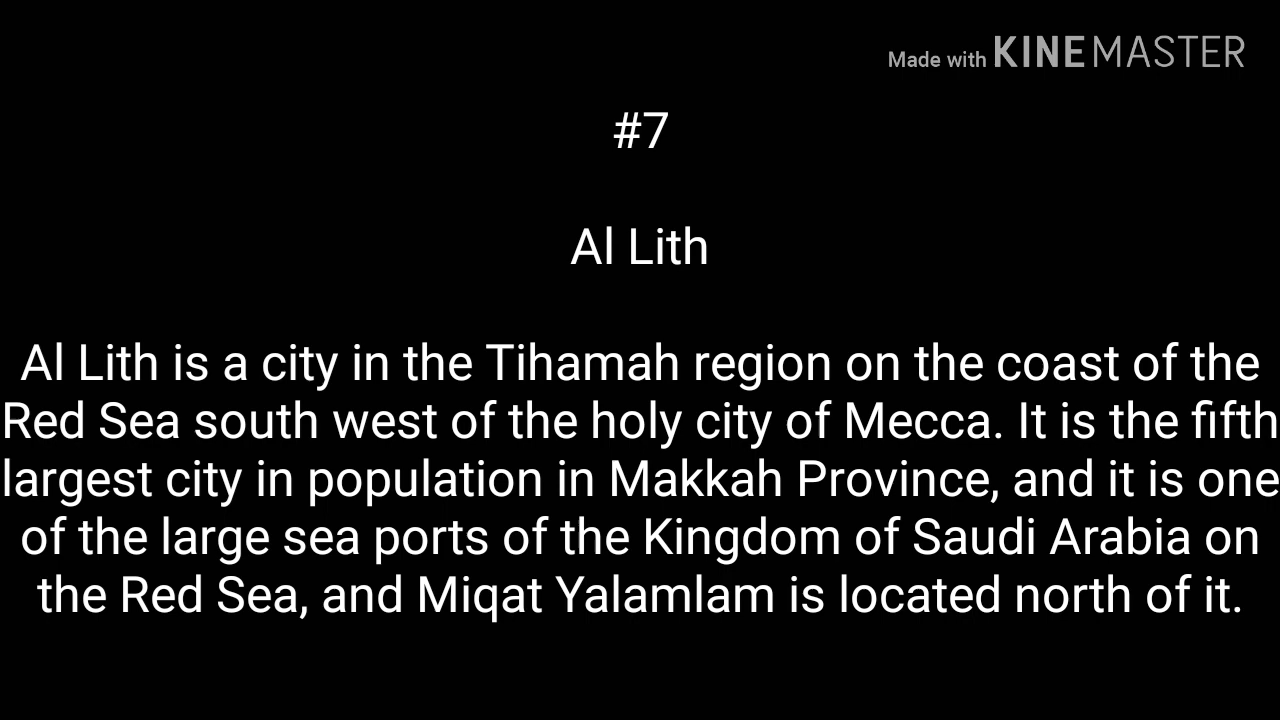 Made with KINEMASTER
#7
Al Lith
Al Lith is a city in the Tihamah region on the coast of the
Red Sea south west of the holy city of Mecca. It is the fifth
largest city in population in Makkah Province, and it is one
of the large sea ports of the Kingdom of Saudi Arabia on
the Red Sea, and Miqat Yalamlam is located north of it.